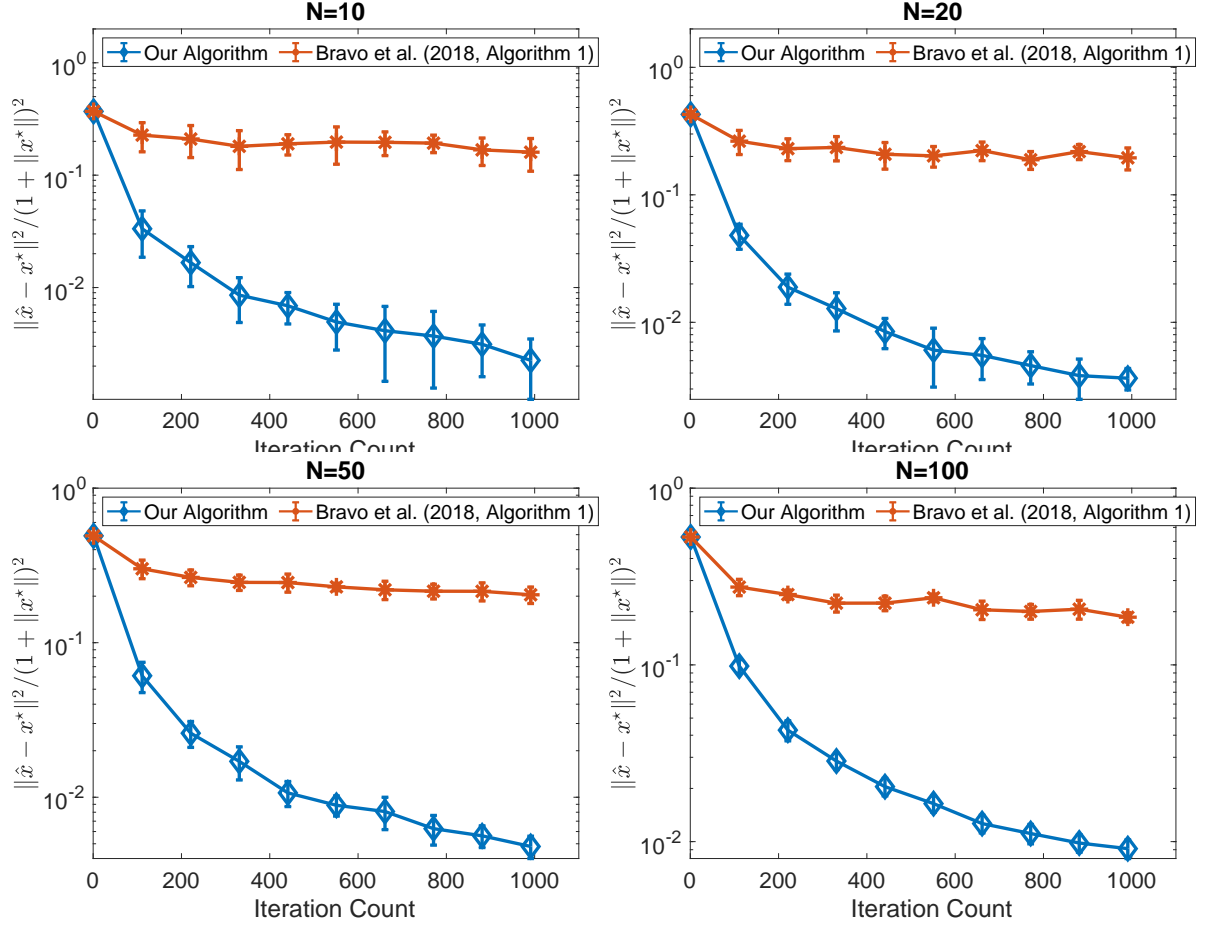 N=10
Our Algorithm Bravo et al. (2018, Algorithm 1)
10^0
10^{-1}
10^{-2}
‖x̂ − x⋆‖²/(1 + ‖x⋆‖)²
0 200 400 600 800 1000
Iteration Count
N=20
Our Algorithm Bravo et al. (2018, Algorithm 1)
10^0
10^{-1}
10^{-2}
‖x̂ − x⋆‖²/(1 + ‖x⋆‖)²
0 200 400 600 800 1000
Iteration Count
N=50
Our Algorithm Bravo et al. (2018, Algorithm 1)
10^0
10^{-1}
10^{-2}
‖x̂ − x⋆‖²/(1 + ‖x⋆‖)²
0 200 400 600 800 1000
Iteration Count
N=100
Our Algorithm Bravo et al. (2018, Algorithm 1)
10^0
10^{-1}
10^{-2}
‖x̂ − x⋆‖²/(1 + ‖x⋆‖)²
0 200 400 600 800 1000
Iteration Count